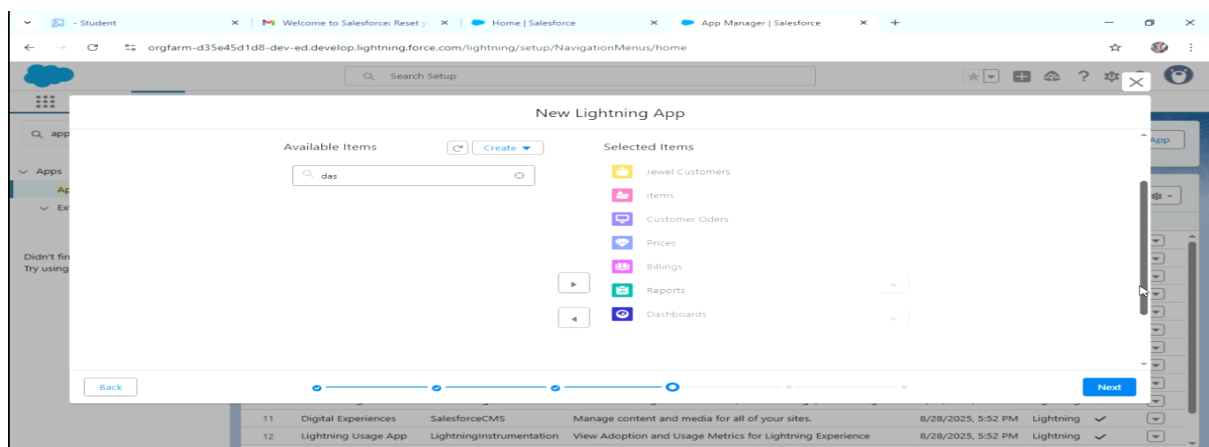 - Student
Welcome to Salesforce: Reset y
Home | Salesforce
App Manager | Salesforce
orgfarm-d35e45d1d8-dev-ed.develop.lightning.force.com/lightning/setup/NavigationMenus/home
Search Setup
New Lightning App
app
App
Available Items
Create
Selected Items
das
Apps
Ap
Ex
Didn't fin
Try using
Jewel Customers
Items
Customer Oders
Prices
Billings
Reports
Dashboards
Back
Next
11 Digital Experiences SalesforceCMS Manage content and media for all of your sites. 8/28/2025, 5:52 PM Lightning
12 Lightning Usage App LightningInstrumentation View Adoption and Usage Metrics for Lightning Experience 8/28/2025, 5:52 PM Lightning